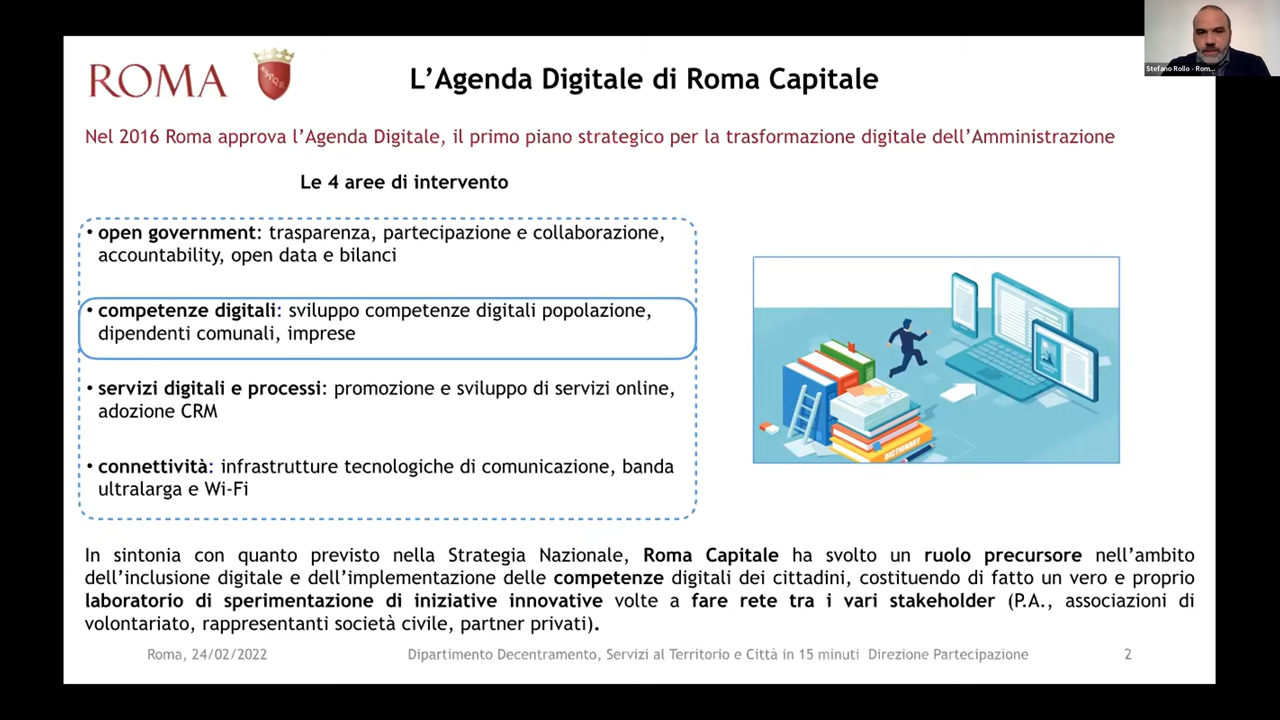 ROMA
L'Agenda Digitale di Roma Capitale
Stefano Rollo - Rom...
Nel 2016 Roma approva l'Agenda Digitale, il primo piano strategico per la trasformazione digitale dell'Amministrazione
Le 4 aree di intervento
• open government: trasparenza, partecipazione e collaborazione,
accountability, open data e bilanci
• competenze digitali: sviluppo competenze digitali popolazione,
dipendenti comunali, imprese
• servizi digitali e processi: promozione e sviluppo di servizi online,
adozione CRM
• connettività: infrastrutture tecnologiche di comunicazione, banda
ultralarga e Wi-Fi
DICTIONARY
In sintonia con quanto previsto nella Strategia Nazionale, Roma Capitale ha svolto un ruolo precursore nell'ambito
dell'inclusione digitale e dell'implementazione delle competenze digitali dei cittadini, costituendo di fatto un vero e proprio
laboratorio di sperimentazione di iniziative innovative volte a fare rete tra i vari stakeholder (P.A., associazioni di
volontariato, rappresentanti società civile, partner privati).
Roma, 24/02/2022
Dipartimento Decentramento, Servizi al Territorio e Città in 15 minuti Direzione Partecipazione
2